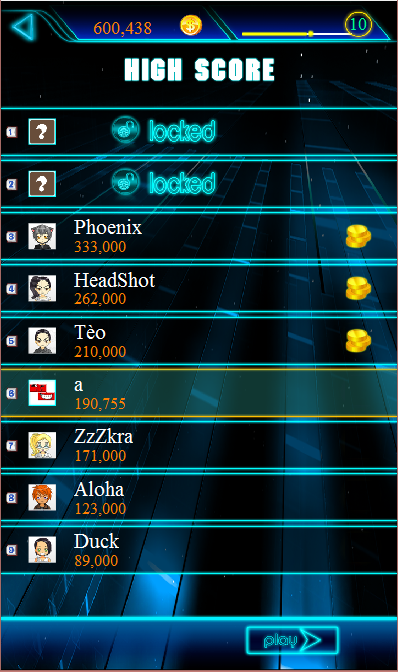 600,438
10
HIGH SCORE
1
? locked
2
? locked
3
Phoenix
333,000
4
HeadShot
262,000
5
Tèo
210,000
6
a
190,755
7
ZzZkra
171,000
8
Aloha
123,000
9
Duck
89,000
play